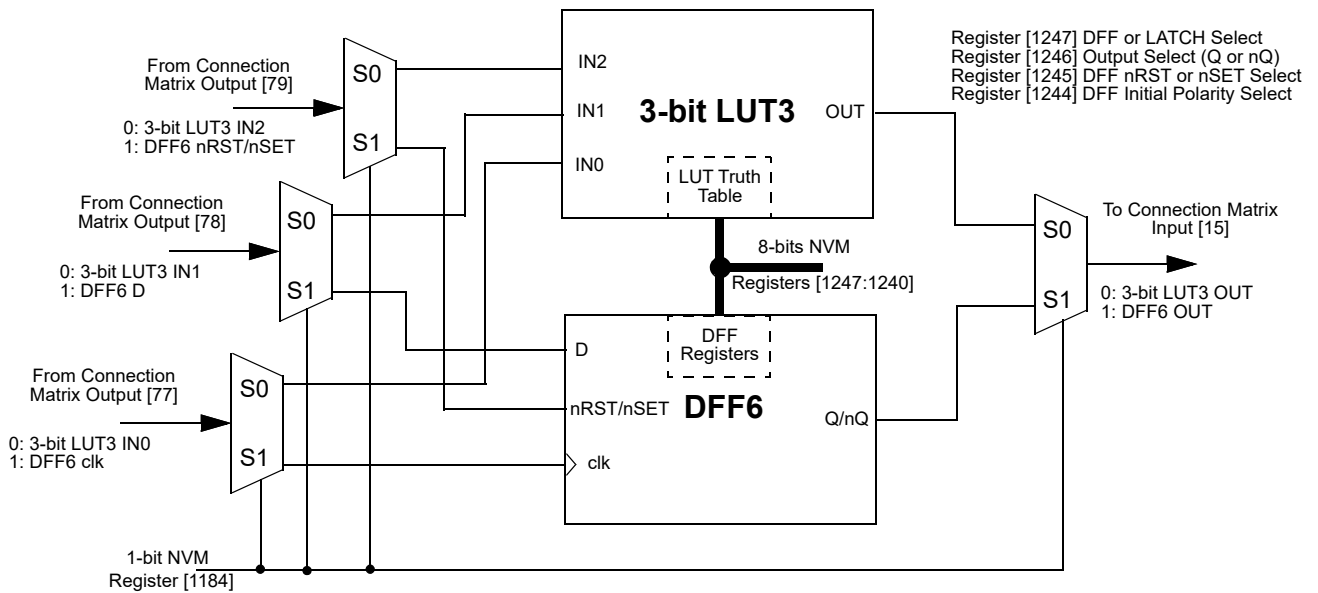 From Connection
Matrix Output [79]
0: 3-bit LUT3 IN2
1: DFF6 nRST/nSET
S0
S1
From Connection
Matrix Output [78]
0: 3-bit LUT3 IN1
1: DFF6 D
S0
S1
From Connection
Matrix Output [77]
0: 3-bit LUT3 IN0
1: DFF6 clk
S0
S1
1-bit NVM
Register [1184]
IN2
IN1
IN0
3-bit LUT3
OUT
LUT Truth
Table
8-bits NVM
Registers [1247:1240]
DFF
Registers
D
nRST/nSET
clk
DFF6
Q/nQ
Register [1247] DFF or LATCH Select
Register [1246] Output Select (Q or nQ)
Register [1245] DFF nRST or nSET Select
Register [1244] DFF Initial Polarity Select
S0
S1
To Connection Matrix
Input [15]
0: 3-bit LUT3 OUT
1: DFF6 OUT